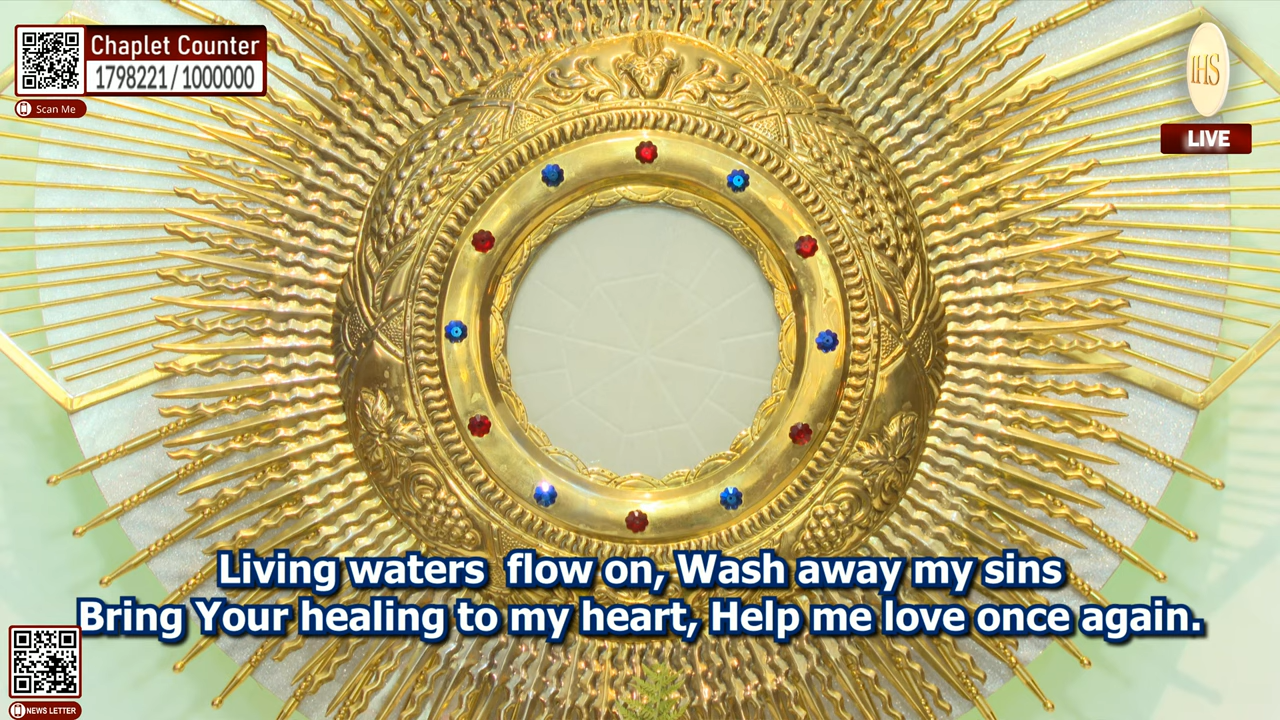 Chaplet Counter
1798221/1000000
Scan Me
IHS
LIVE
Living waters  flow on, Wash away my sins
Bring Your healing to my heart, Help me love once again.
NEWS LETTER